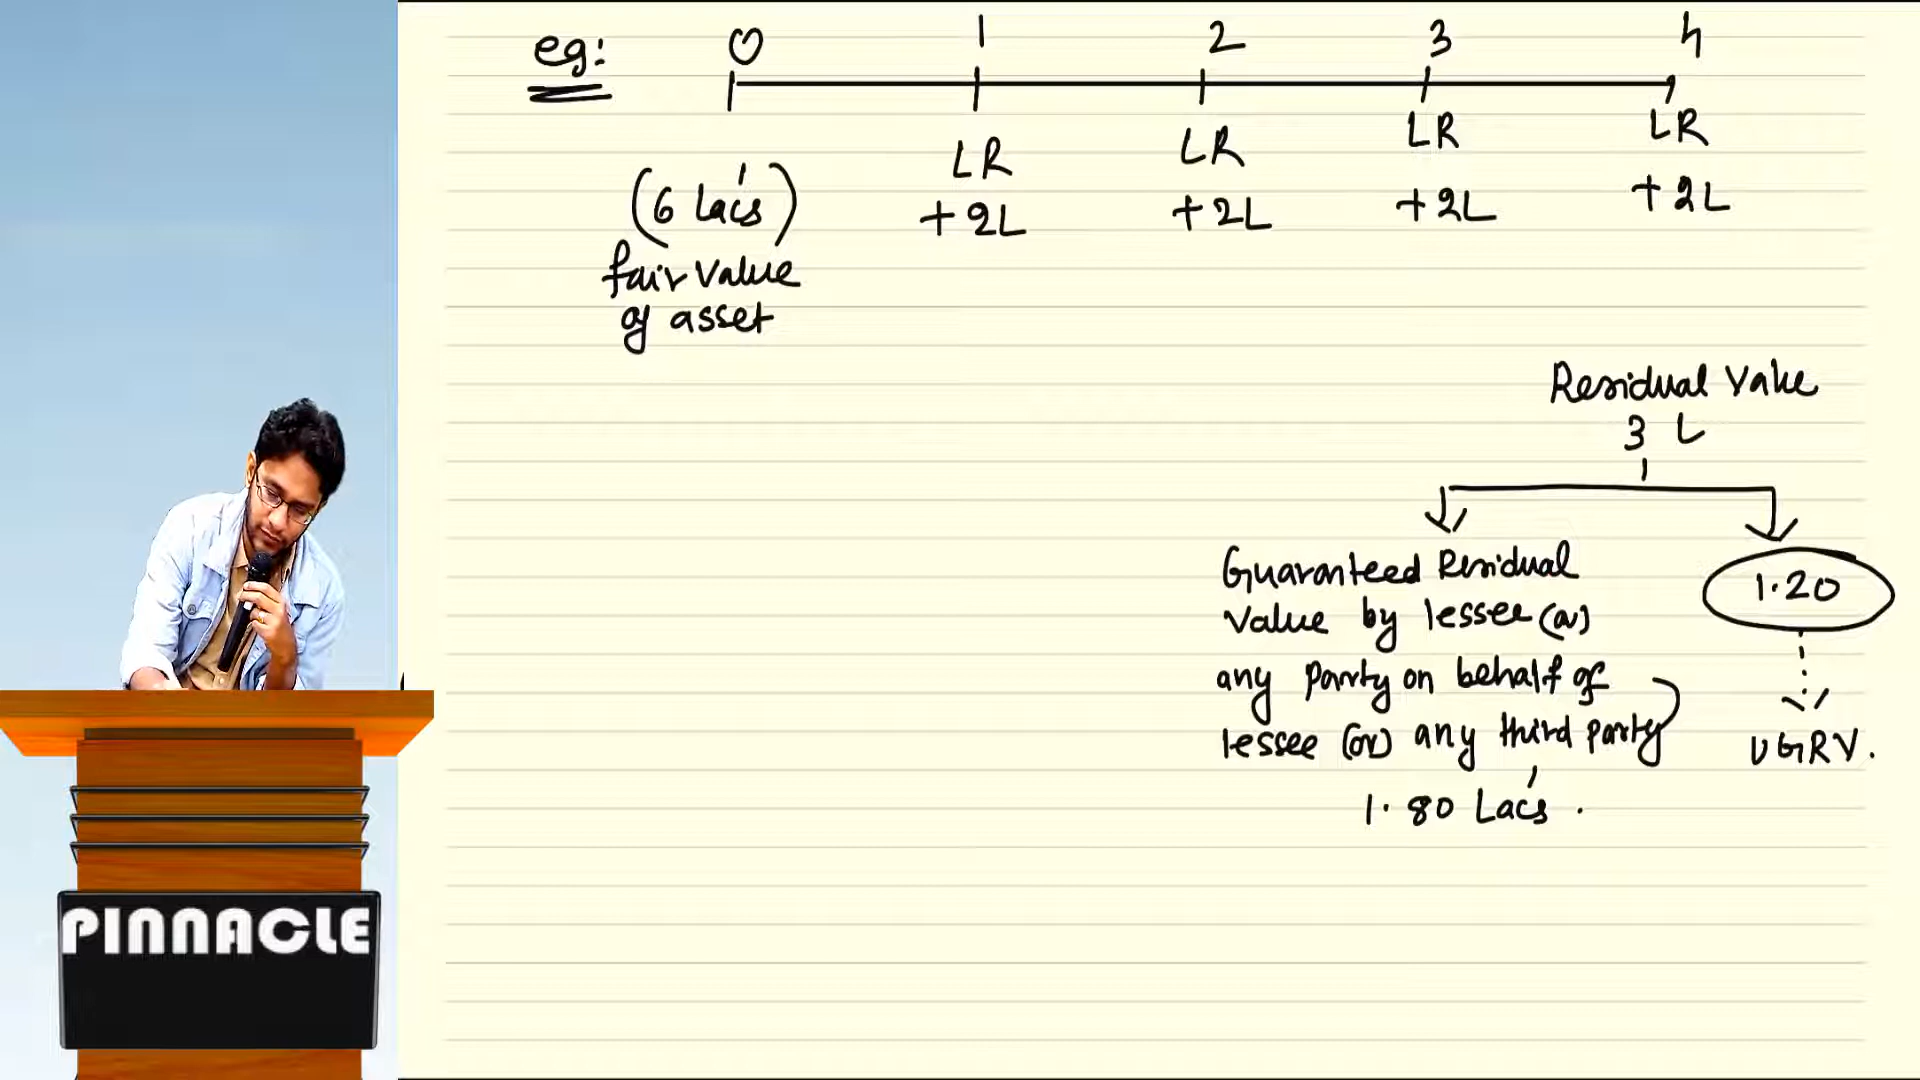 eg:
0 1 2 3 4
LR LR LR LR
(6 Lacs) +2L +2L +2L +2L
fair value
of asset
Residual Value
3 L
Guaranteed Residual
Value by lessee (or)
any party on behalf of
lessee (or) any third party
1.80 Lacs.
1.20
UGRV.
PINNACLE